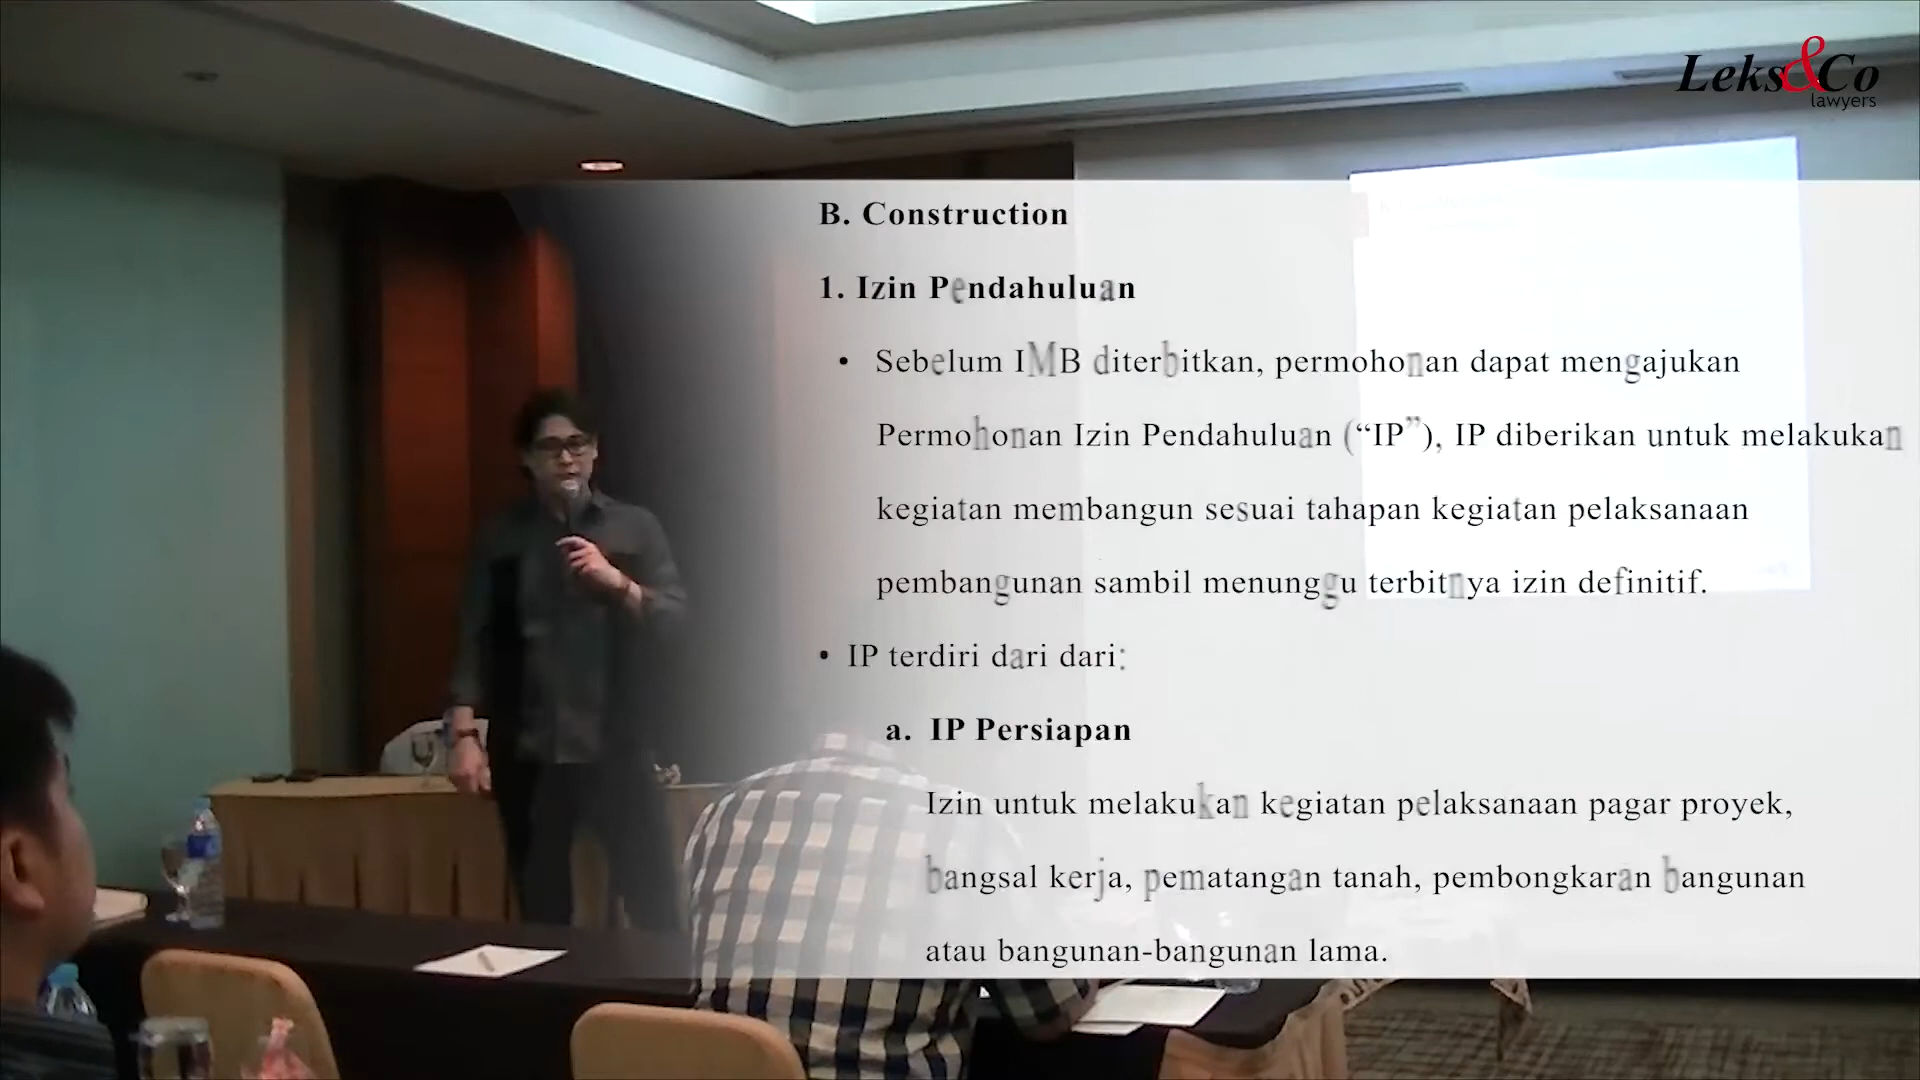 Leks&Co
lawyers
B. Construction
1. Izin Pendahuluan
• Sebelum IMB diterbitkan, permohonan dapat mengajukan
Permohonan Izin Pendahuluan (“IP”), IP diberikan untuk melakukan
kegiatan membangun sesuai tahapan kegiatan pelaksanaan
pembangunan sambil menunggu terbitnya izin definitif.
• IP terdiri dari dari:
a. IP Persiapan
Izin untuk melakukan kegiatan pelaksanaan pagar proyek,
bangsal kerja, pematangan tanah, pembongkaran bangunan
atau bangunan-bangunan lama.